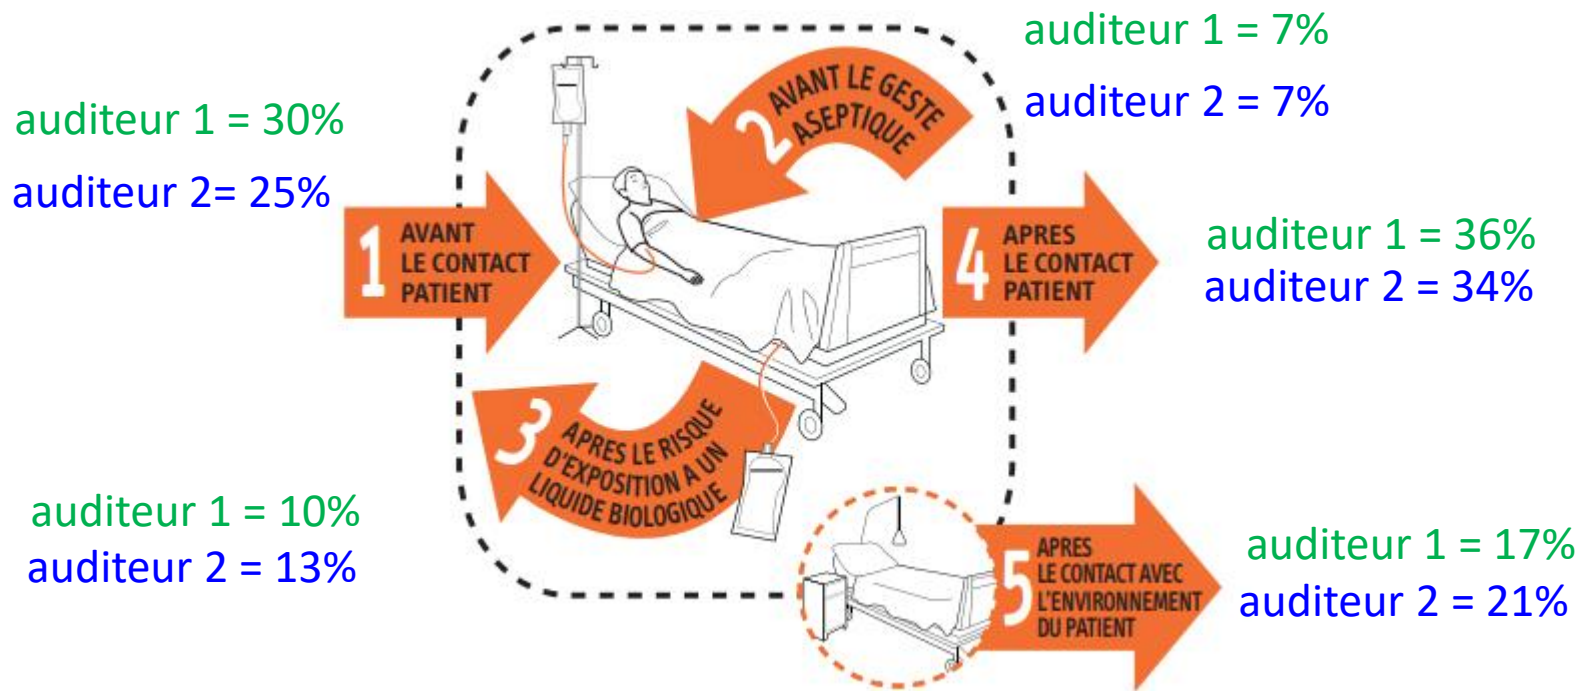 auditeur 1 = 30%
auditeur 2= 25%
1
AVANT
LE CONTACT
PATIENT
auditeur 1 = 7%
auditeur 2 = 7%
2
AVANT LE GESTE
ASEPTIQUE
auditeur 1 = 10%
auditeur 2 = 13%
3
APRES LE RISQUE
D'EXPOSITION A UN
LIQUIDE BIOLOGIQUE
4
APRES
LE CONTACT
PATIENT
auditeur 1 = 36%
auditeur 2 = 34%
5
APRES
LE CONTACT AVEC
L'ENVIRONNEMENT
DU PATIENT
auditeur 1 = 17%
auditeur 2 = 21%